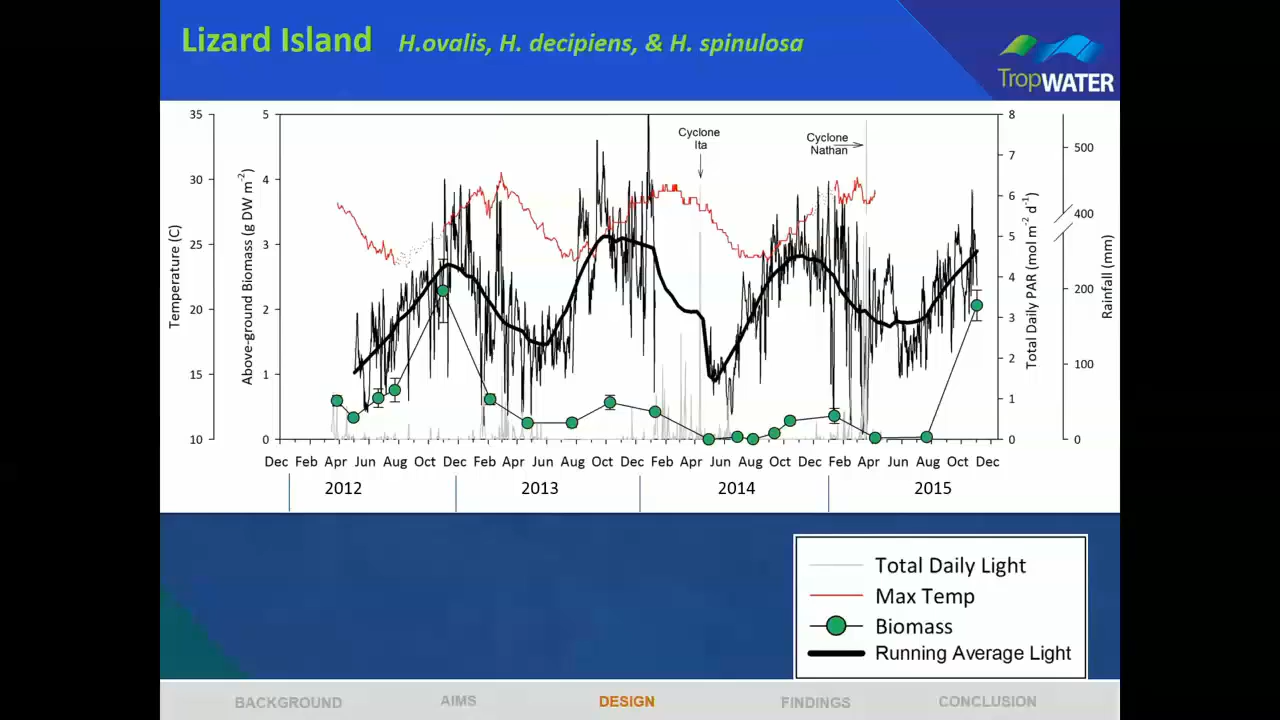 Lizard Island H.ovalis, H. decipiens, & H. spinulosa
TropWATER
35
30
25
20
15
10
Temperature (C)
5
4
3
2
1
0
Above-ground Biomass (g DW m-2)
Cyclone
Ita
Cyclone
Nathan
8
7
6
5
4
3
2
1
0
Total Daily PAR (mol m-2 d-1)
500
400
200
100
0
Rainfall (mm)
Dec Feb Apr Jun Aug Oct Dec Feb Apr Jun Aug Oct Dec Feb Apr Jun Aug Oct Dec Feb Apr Jun Aug Oct Dec
2012 2013 2014 2015
Total Daily Light
Max Temp
Biomass
Running Average Light
BACKGROUND AIMS DESIGN FINDINGS CONCLUSION